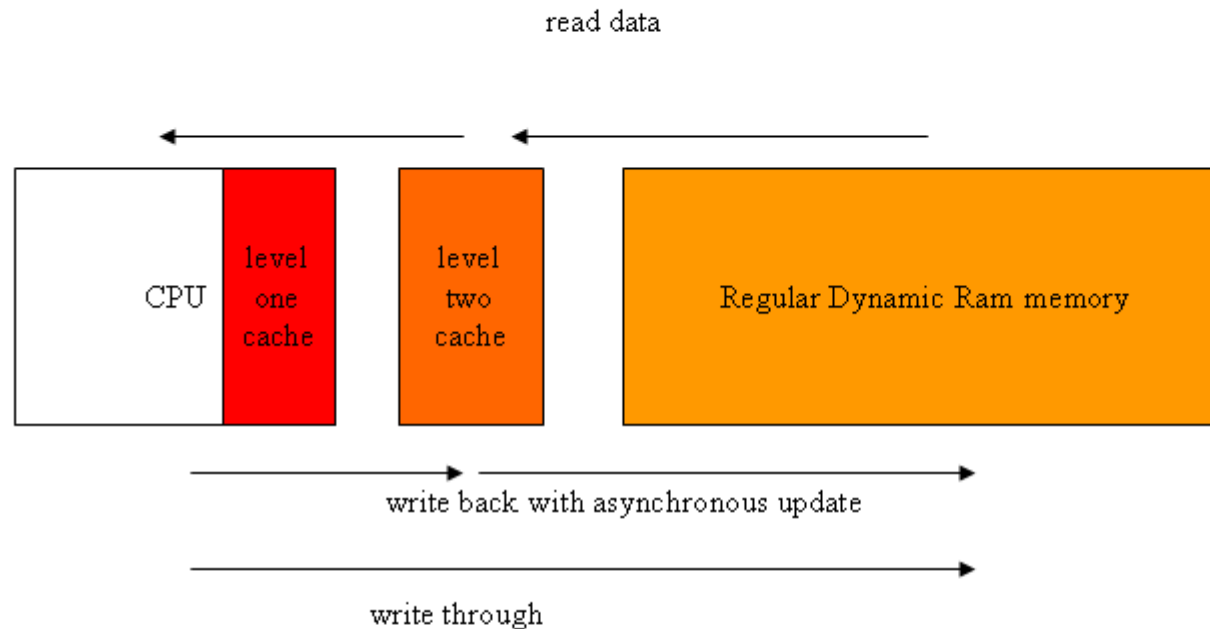 read data
CPU
level
one
cache
level
two
cache
Regular Dynamic Ram memory
write back with asynchronous update
write through